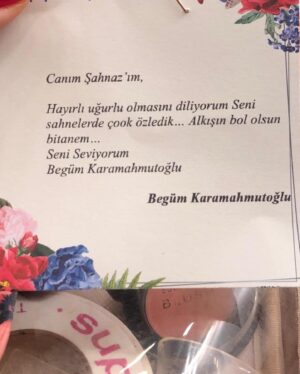 Canım Şahnaz'ım,
Hayırlı uğurlu olmasını diliyorum Seni
sahnelerde çook özledik… Alkışın bol olsun
bitanem…
Seni Seviyorum
Begüm Karamahmutoğlu
Begüm Karamahmutoğlu